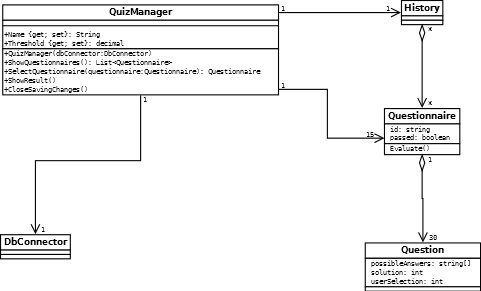 QuizManager
+Name {get; set}: String
+Threshold {get; set}: decimal
+QuizManager(dbConnector:DbConnector)
+ShowQuestionnaires(): List<Questionnaire>
+SelectQuestionnaire(questionnaire:Questionnaire): Questionnaire
+ShowResult()
+CloseSavingChanges()
1
1
History
*
*
1
15
Questionnaire
id: string
passed: boolean
Evaluate()
1
1
1
DbConnector
30
Question
possibleAnswers: string[]
solution: int
userSelection: int